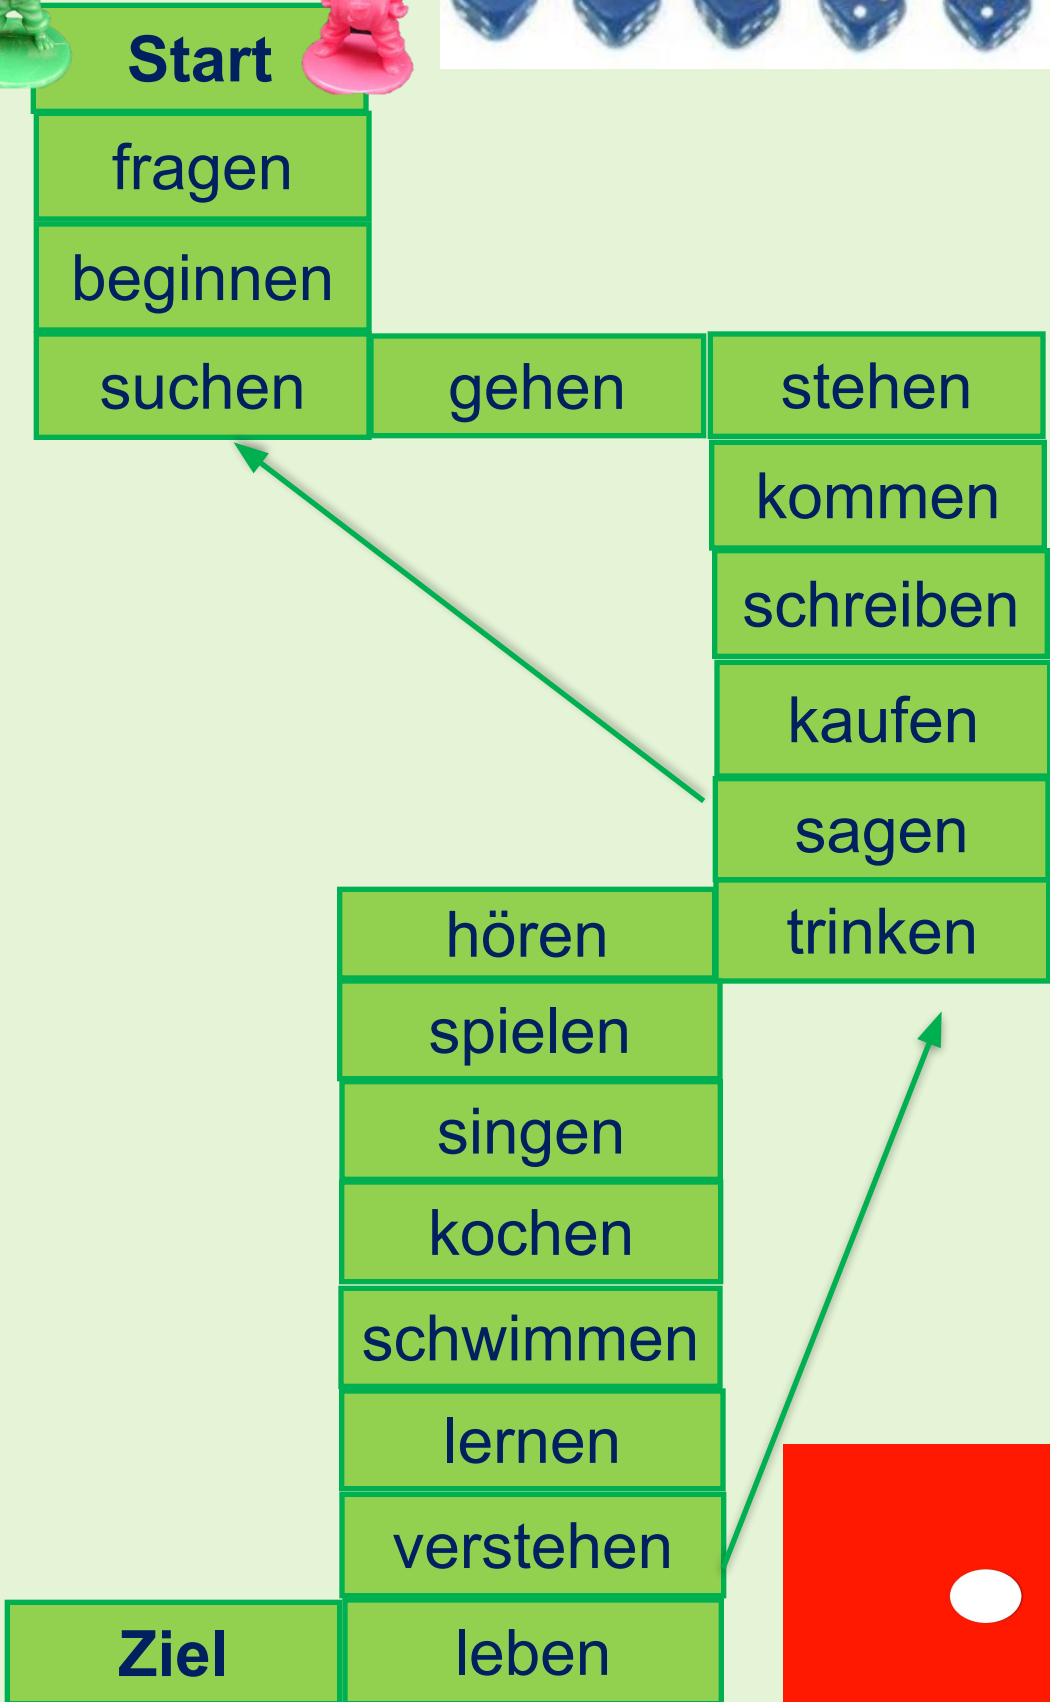 Start
fragen
beginnen
suchen gehen stehen
kommen
schreiben
kaufen
sagen
hören trinken
spielen
singen
kochen
schwimmen
lernen
verstehen
Ziel leben